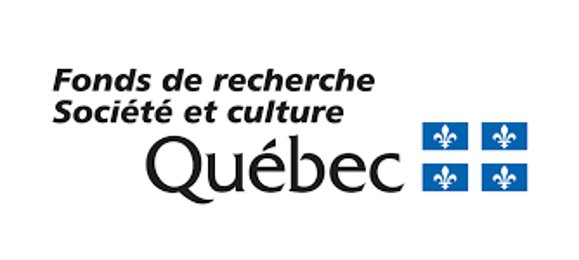 Fonds de recherche
Société et culture
Québec